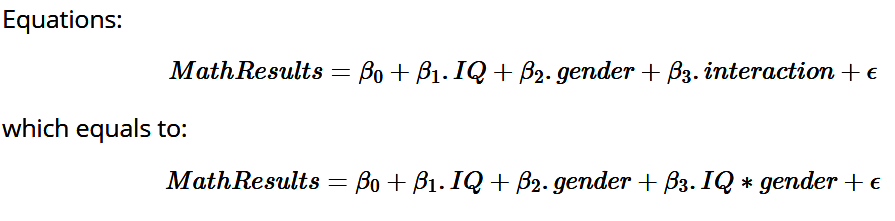 Equations:
MathResults = β₀ + β₁. IQ + β₂. gender + β₃. interaction + ϵ
which equals to:
MathResults = β₀ + β₁. IQ + β₂. gender + β₃. IQ * gender + ϵ